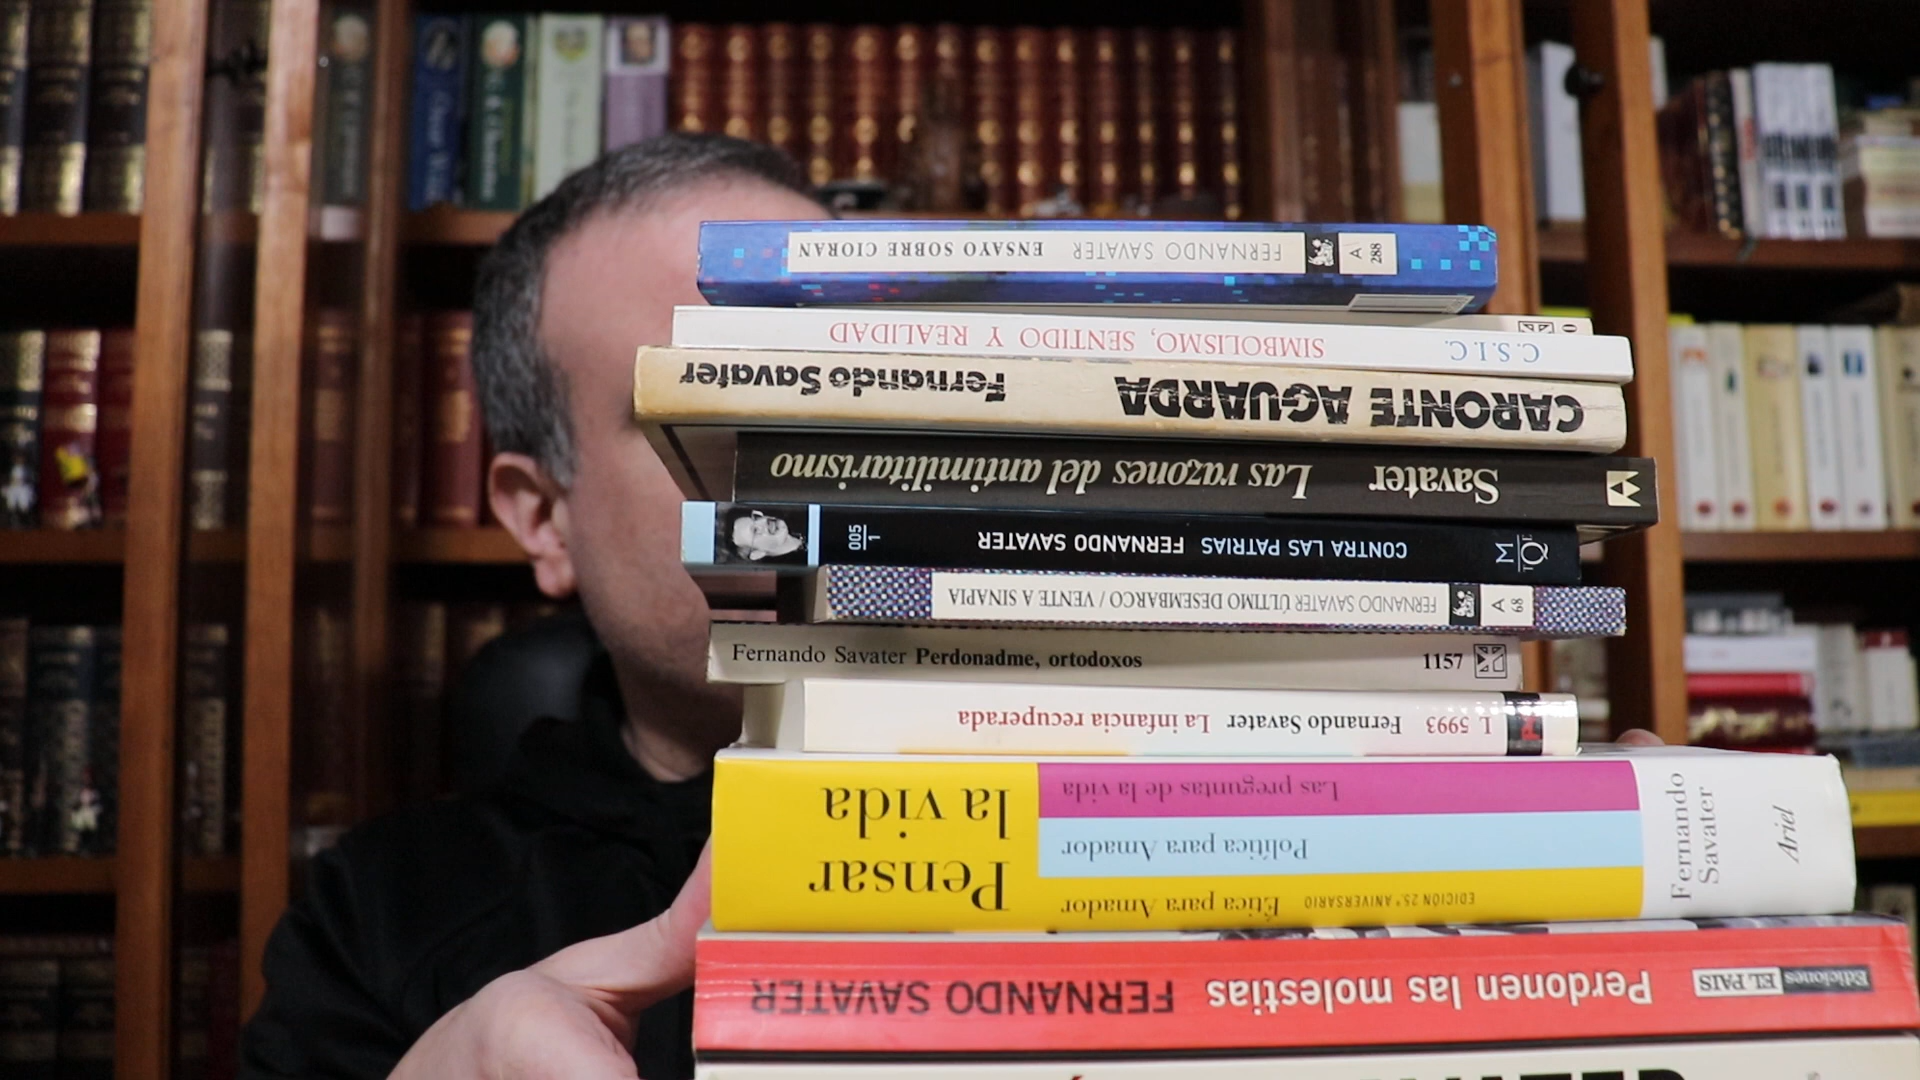 ENSAYO SOBRE CIORAN FERNANDO SAVATER A 288
0
SIMBOLISMO, SENTIDO Y REALIDAD C.S.I.C.
CARONTE AGUARDA Fernando Savater
Savater Las razones del antimilitarismo
CONTRA LAS PATRIAS FERNANDO SAVATER 005/1
FERNANDO SAVATER ÚLTIMO DESEMBARCO / VENTE A SINAPIA A 68
Fernando Savater Perdonadme, ortodoxos 1157
L 5993 Fernando Savater La infancia recuperada
Pensar
la vida
Ética para Amador EDICIÓN 25.º ANIVERSARIO
Política para Amador
Las preguntas de la vida
Fernando
Savater
Ariel
Ediciones EL PAIS Perdonen las molestias FERNANDO SAVATER